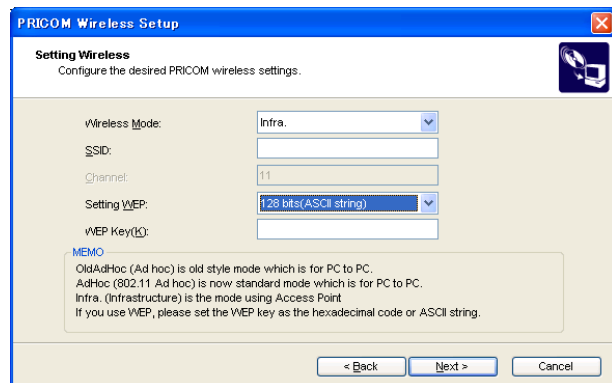 PRICOM Wireless Setup
Setting Wireless
Configure the desired PRICOM wireless settings.
Wireless Mode:
Infra.
SSID:
Channel:
11
Setting WEP:
128 bits(ASCII string)
WEP Key(K):
MEMO
OldAdHoc (Ad hoc) is old style mode which is for PC to PC.
AdHoc (802.11 Ad hoc) is now standard mode which is for PC to PC.
Infra. (Infrastructure) is the mode using Access Point
If you use WEP, please set the WEP key as the hexadecimal code or ASCII string.
< Back
Next >
Cancel